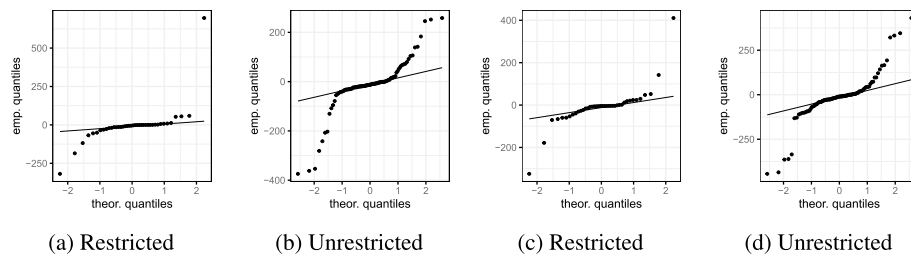 emp. quantiles
500
250
0
−250
−2 −1 0 1 2
theor. quantiles
(a) Restricted
emp. quantiles
200
0
−200
−400
−2 −1 0 1 2
theor. quantiles
(b) Unrestricted
emp. quantiles
400
200
0
−200
−2 −1 0 1 2
theor. quantiles
(c) Restricted
emp. quantiles
250
0
−250
−2 −1 0 1 2
theor. quantiles
(d) Unrestricted